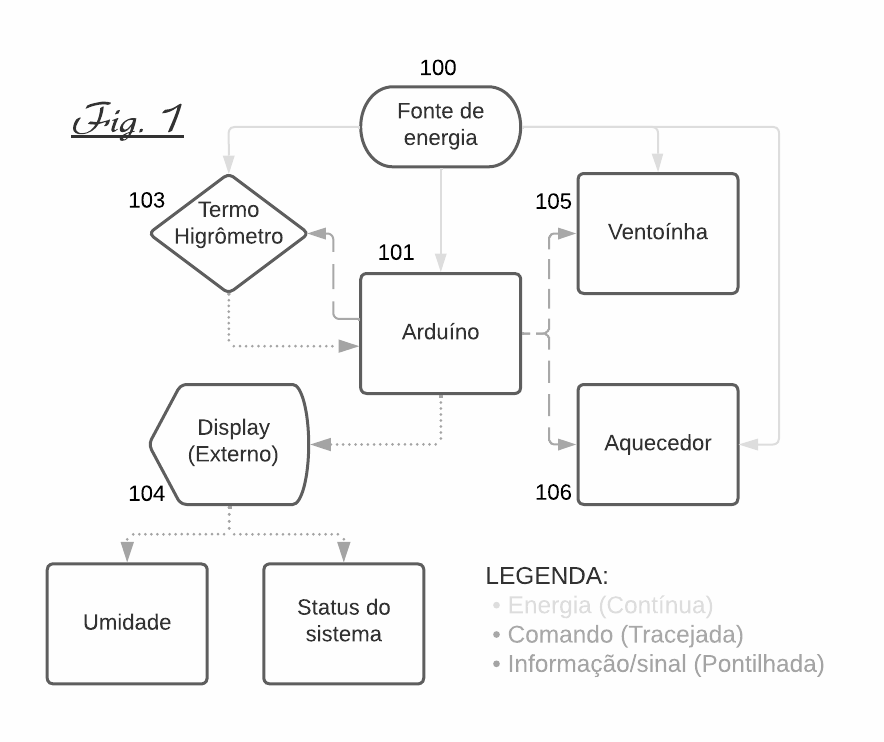 100
Fonte de
energia
Fig. 1
103
Termo
Higrômetro
105
Ventoínha
101
Arduíno
Display
(Externo)
104
Aquecedor
106
Umidade
Status do
sistema
LEGENDA:
• Energia (Contínua)
• Comando (Tracejada)
• Informação/sinal (Pontilhada)